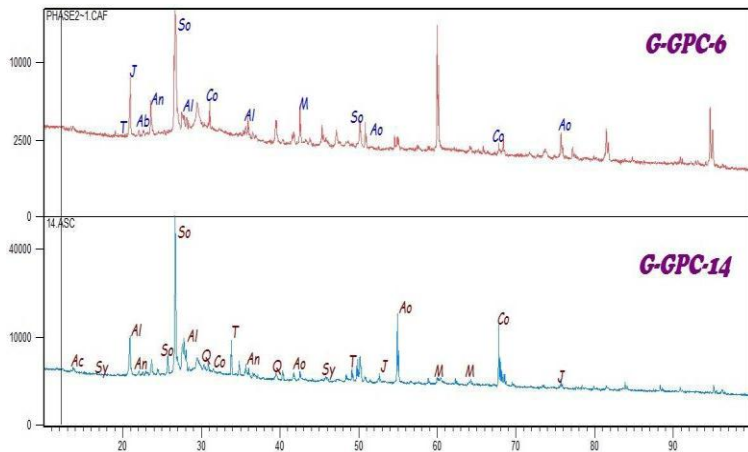 PHASE2~1.CAF
G-GPC-6
So
10000
J
An
Co
Al
M
T
Ab
Al
So
Ao
2500
Co
Ao
0
14.ASC
So
40000
G-GPC-14
Ao
Co
10000
Al
So
Al
T
Ac
Sy
An
Q
Co
An
Q
Sy
T
J
M
M
J
0
20 30 40 50 60 70 80 90